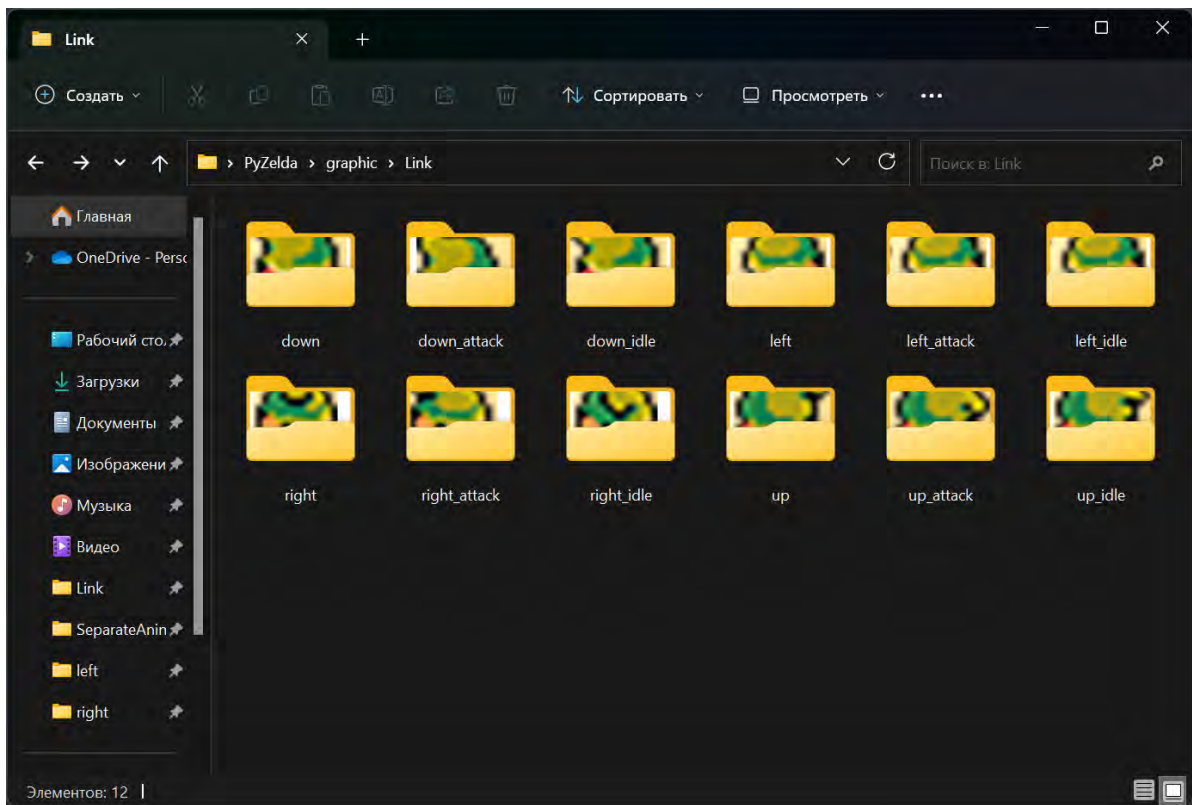 Link
Создать
Сортировать
Просмотреть
PyZelda > graphic > Link
Поиск в: Link
Главная
OneDrive - Persc
Рабочий сто.
Загрузки
Документы
Изображени
Музыка
Видео
Link
SeparateAnin
left
right
down down_attack down_idle left left_attack left_idle
right right_attack right_idle up up_attack up_idle
Элементов: 12